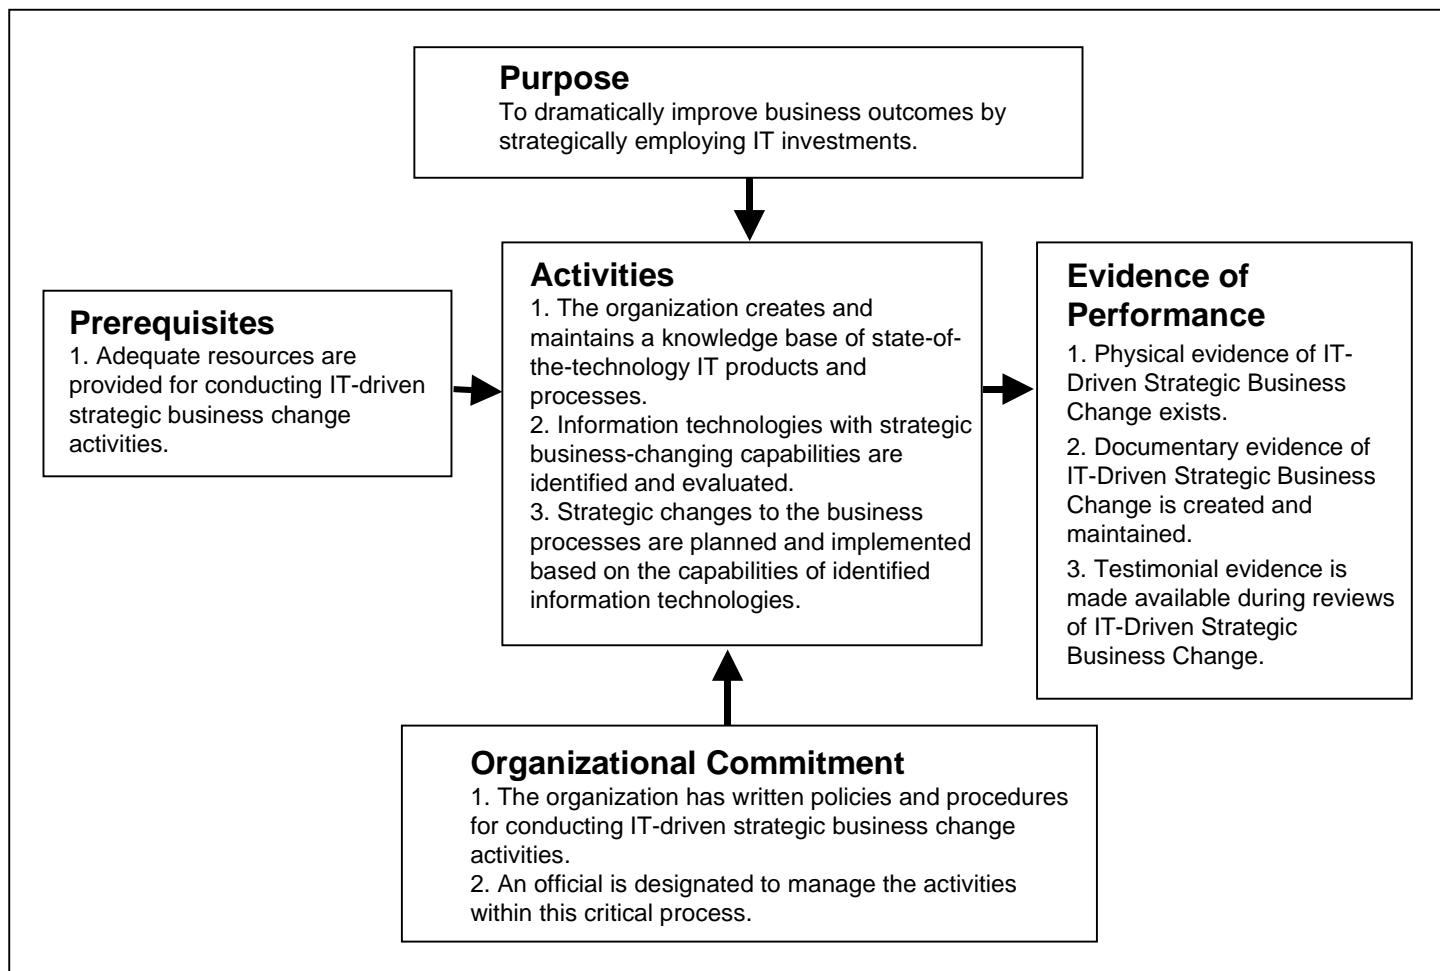 Purpose
To dramatically improve business outcomes by
strategically employing IT investments.
Prerequisites
1. Adequate resources are
provided for conducting IT-driven
strategic business change
activities.
Activities
1. The organization creates and
maintains a knowledge base of state-of-
the-technology IT products and
processes.
2. Information technologies with strategic
business-changing capabilities are
identified and evaluated.
3. Strategic changes to the business
processes are planned and implemented
based on the capabilities of identified
information technologies.
Evidence of
Performance
1. Physical evidence of IT-
Driven Strategic Business
Change exists.
2. Documentary evidence of
IT-Driven Strategic Business
Change is created and
maintained.
3. Testimonial evidence is
made available during reviews
of IT-Driven Strategic
Business Change.
Organizational Commitment
1. The organization has written policies and procedures
for conducting IT-driven strategic business change
activities.
2. An official is designated to manage the activities
within this critical process.